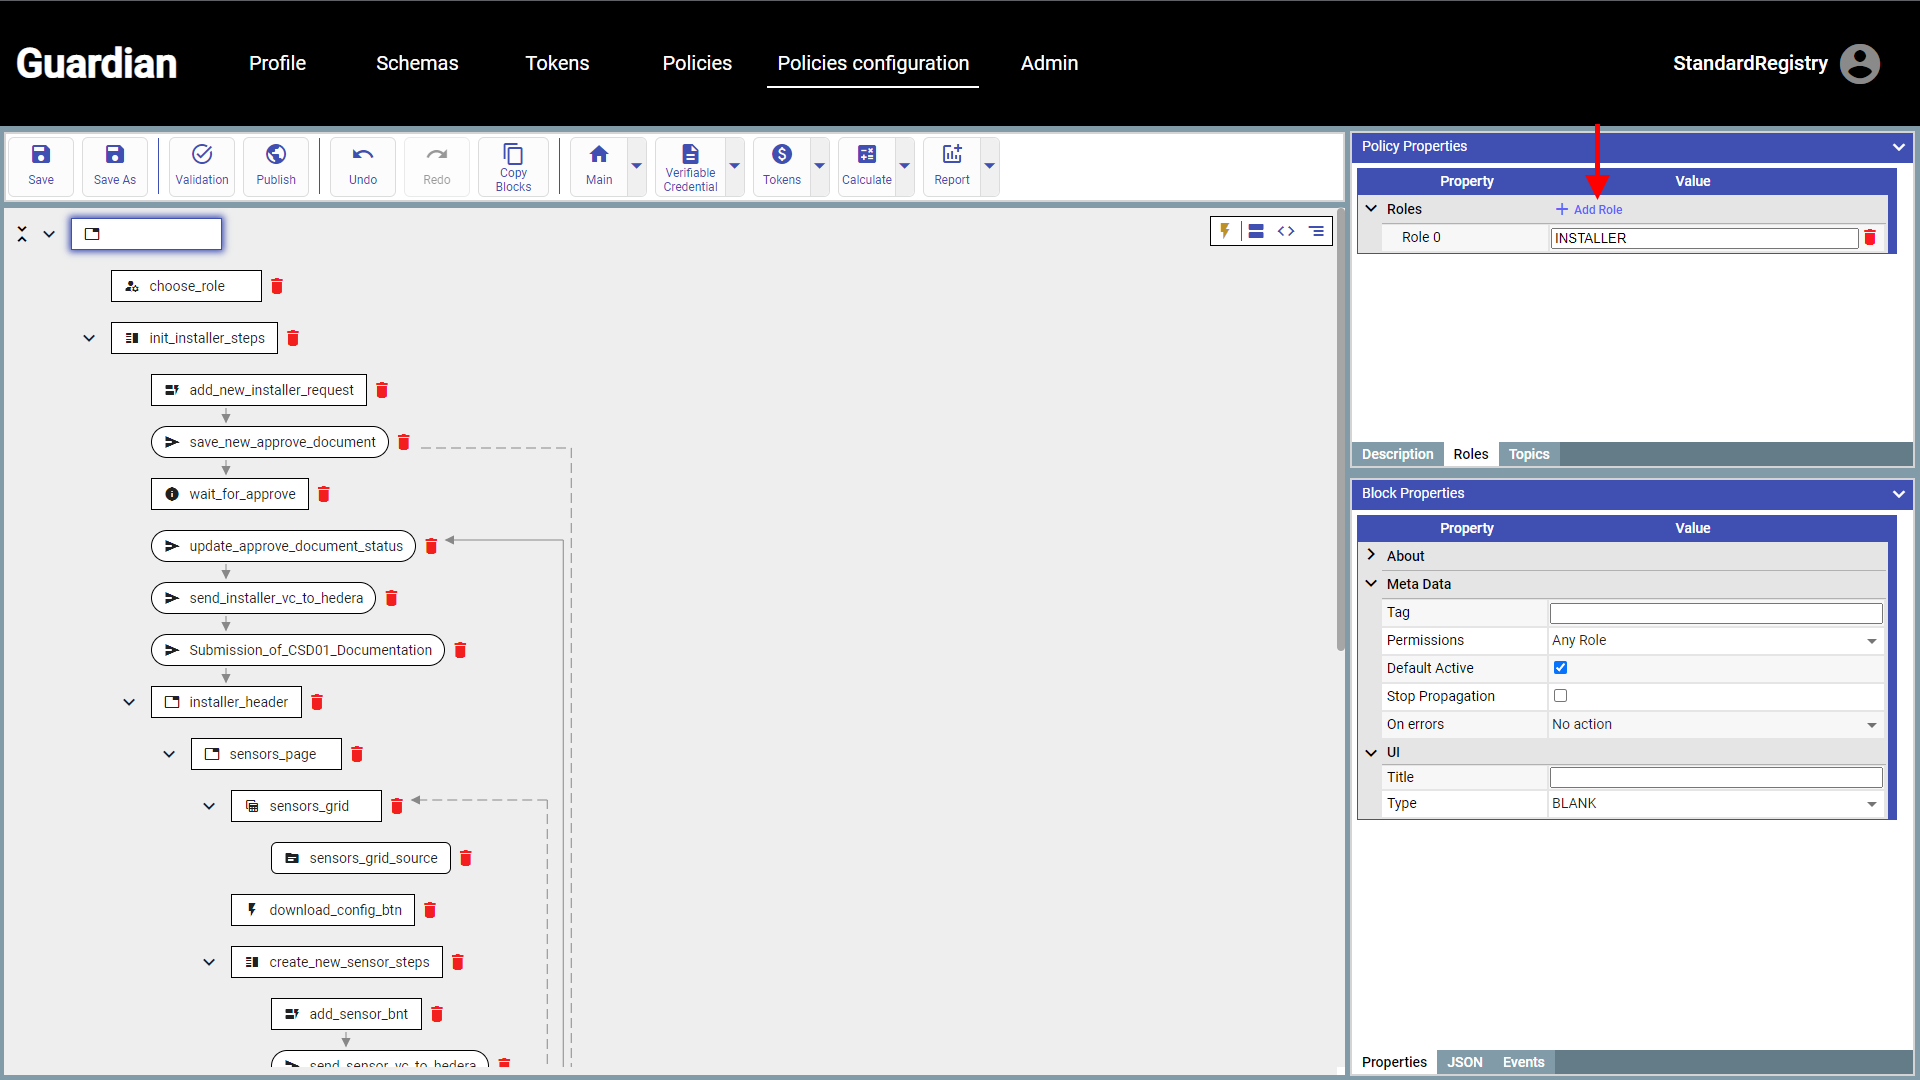 Guardian
Profile
Schemas
Tokens
Policies
Policies configuration
Admin
StandardRegistry
Save
Save As
Validation
Publish
Undo
Redo
Copy
Blocks
Main
Verifiable
Credential
Tokens
Calculate
Report
choose_role
init_installer_steps
add_new_installer_request
save_new_approve_document
wait_for_approve
update_approve_document_status
send_installer_vc_to_hedera
Submission_of_CSD01_Documentation
installer_header
sensors_page
sensors_grid
sensors_grid_source
download_config_btn
create_new_sensor_steps
add_sensor_bnt
send_sensor_vc_to_hedera
Policy Properties
Property Value
Roles + Add Role
Role 0 INSTALLER
Description Roles Topics
Block Properties
Property Value
About
Meta Data
Tag
Permissions Any Role
Default Active
Stop Propagation
On errors No action
UI
Title
Type BLANK
Properties JSON Events